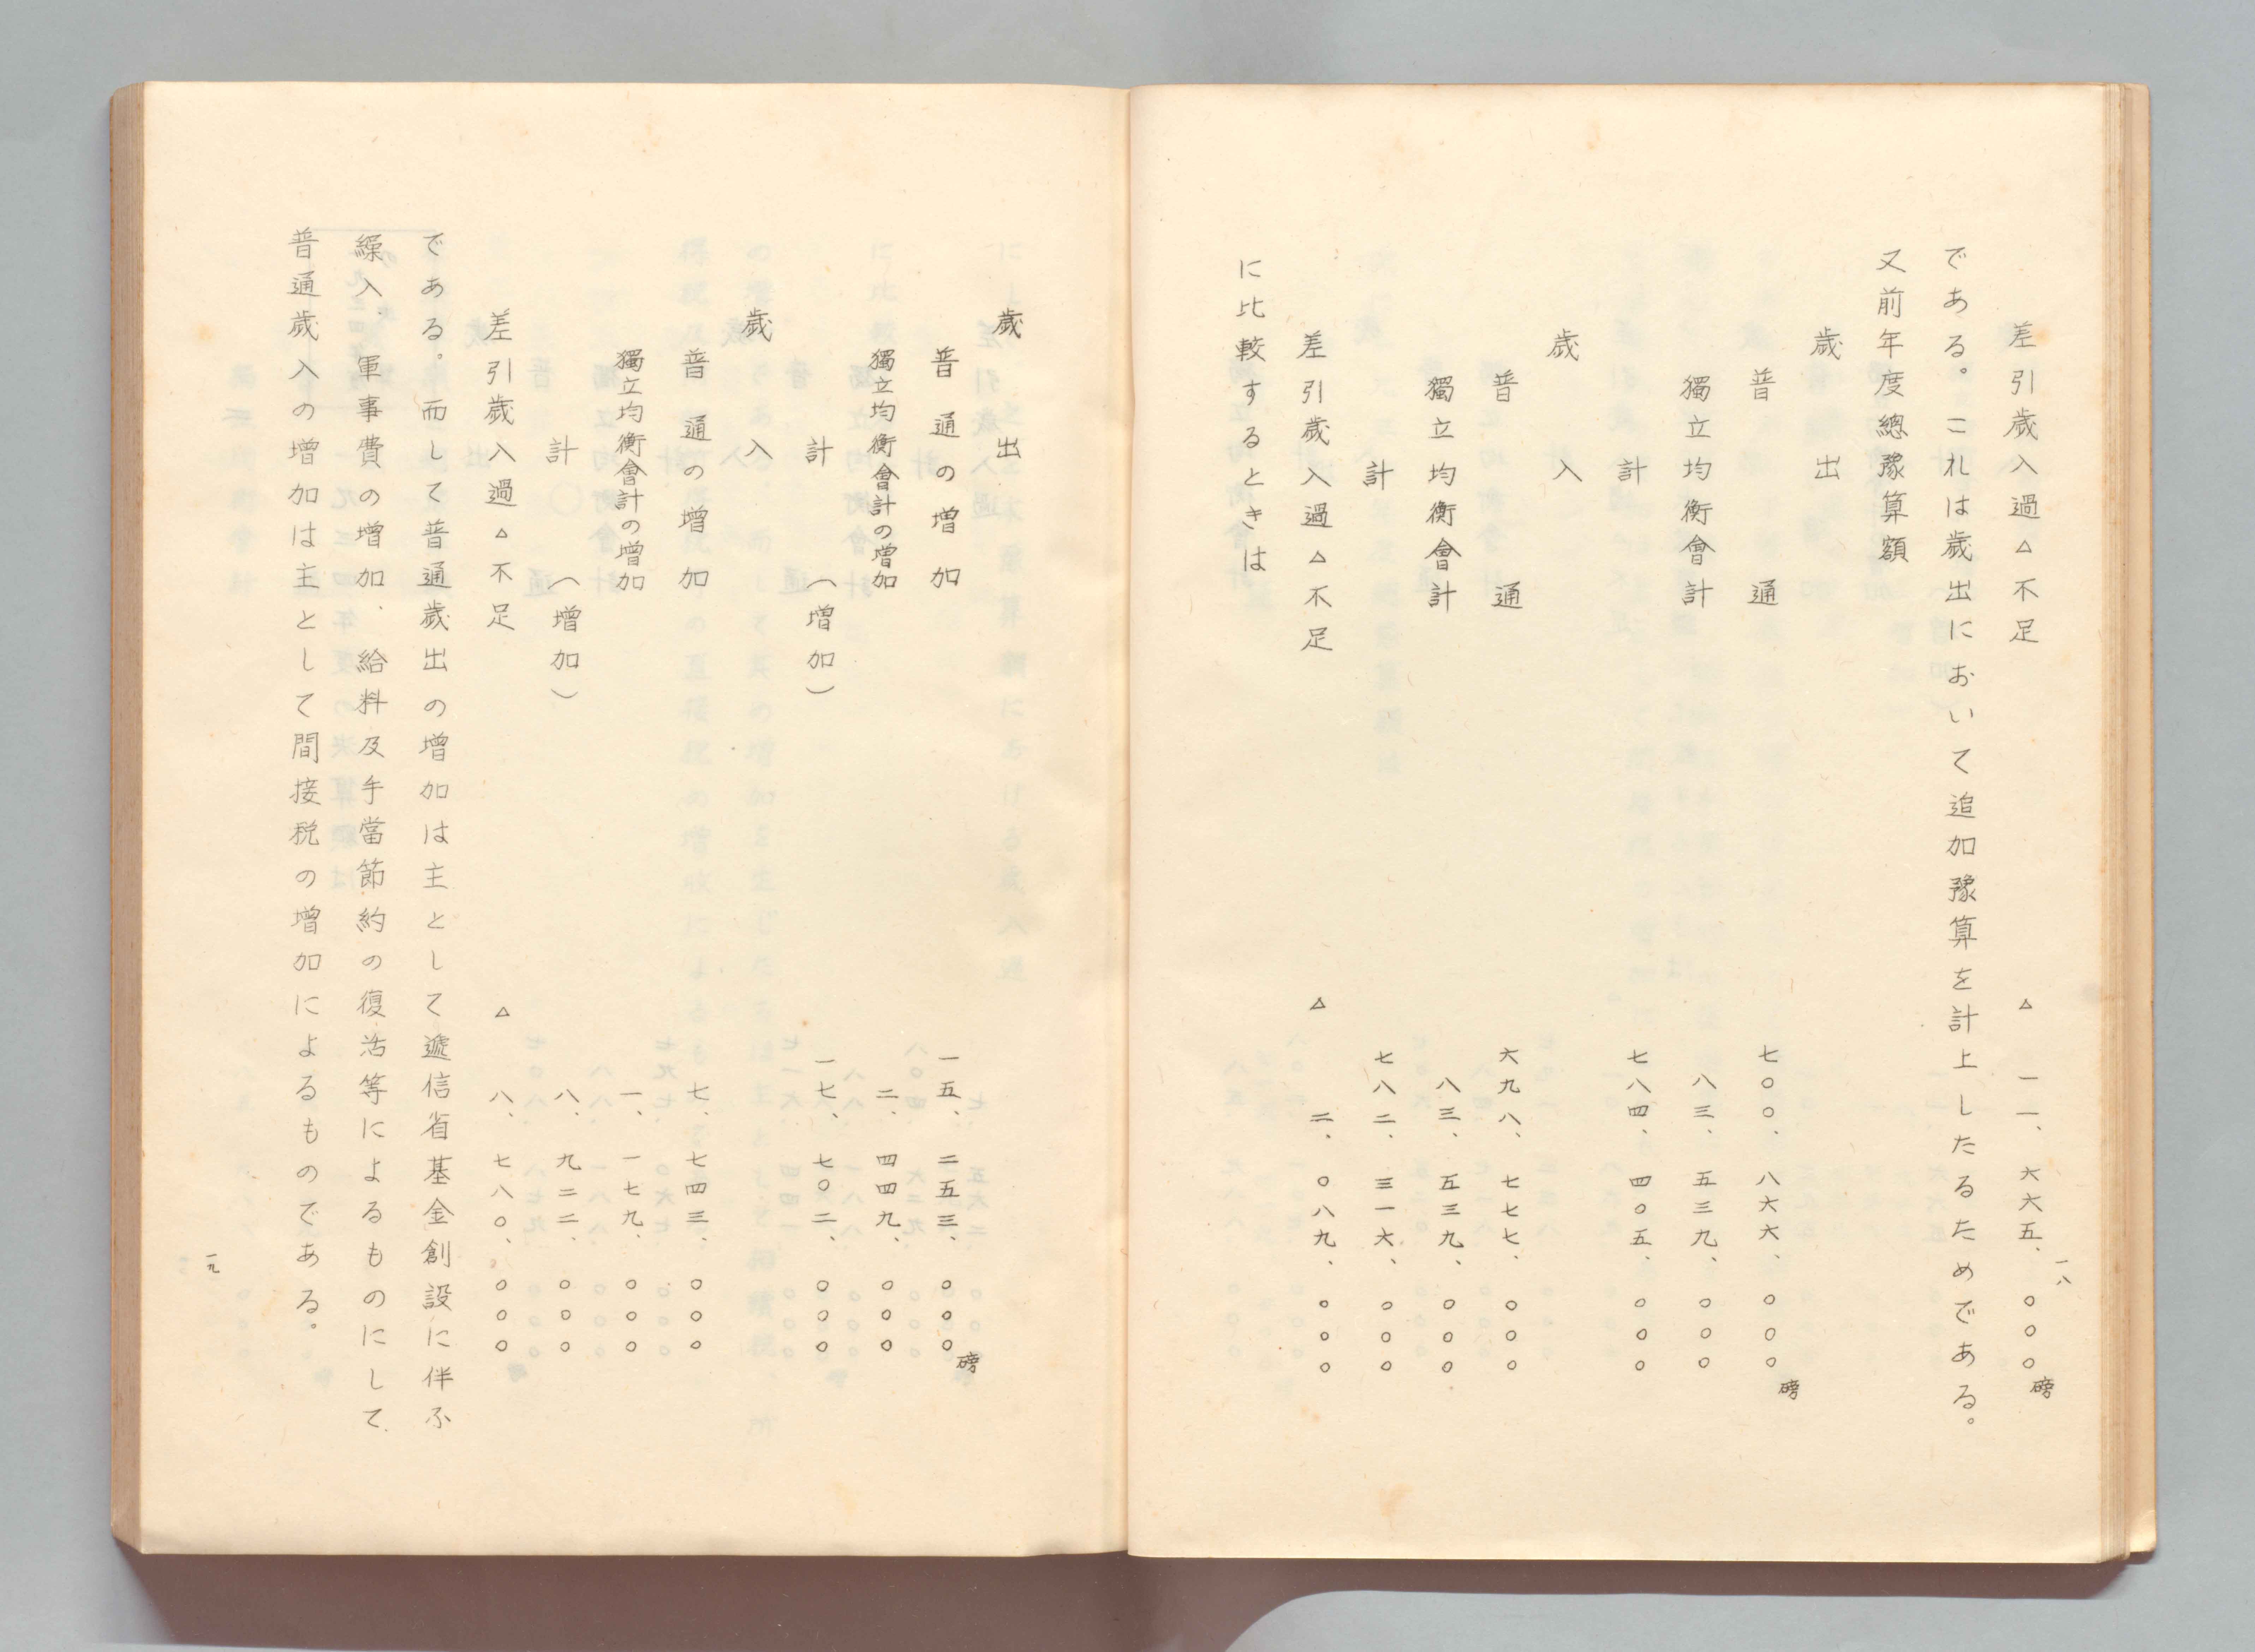 差引歳入過△不足　△一一、六六五、〇〇〇磅
である。これは歳出において追加豫算を計上したるためである。
又前年度總豫算額
歳出
普通　七〇〇、八六六、〇〇〇磅
獨立均衡會計　八三、五三九、〇〇〇
計　七八四、四〇五、〇〇〇
歳入
普通　六九八、七七七、〇〇〇
獨立均衡會計　八三、五三九、〇〇〇
計　七八二、三一六、〇〇〇
差引歳入過△不足　△二、〇八九、〇〇〇
に比較するときは
一八
歳出
普通の増加　一五、二五三、〇〇〇磅
獨立均衡會計の増加　二、四四九、〇〇〇
計（増加）　一七、七〇二、〇〇〇
歳入
普通の増加　七、七四三、〇〇〇
獨立均衡會計の増加　一、一七九、〇〇〇
計（増加）　八、九二二、〇〇〇
差引歳入過△不足　△八、七八〇、〇〇〇
である。而して普通歳出の増加は主として遞信省基金創設に伴ふ
繰入、軍事費の増加、給料及手當節約の復活等によるものにして
普通歳入の増加は主として間接税の増加によるものである。
一九